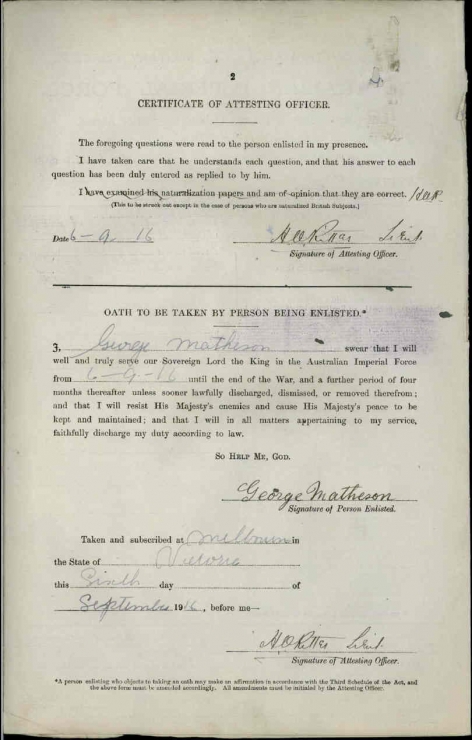 2
CERTIFICATE OF ATTESTING OFFICER.
The foregoing questions were read to the person enlisted in my presence.
I have taken care that he understands each question, and that his answer to each
question has been duly entered as replied to by him.
I have examined his naturalization papers and am of opinion that they are correct.
(This to be struck out except in the case of persons who are naturalized British Subjects.)
Date 6-9-16 Lieut.
Signature of Attesting Officer.
OATH TO BE TAKEN BY PERSON BEING ENLISTED.*
3, George Matheson swear that I will
well and truly serve our Sovereign Lord the King in the Australian Imperial Force
from 6-9-16 until the end of the War, and a further period of four
months thereafter unless sooner lawfully discharged, dismissed, or removed therefrom;
and that I will resist His Majesty's enemies and cause His Majesty's peace to be
kept and maintained; and that I will in all matters appertaining to my service,
faithfully discharge my duty according to law.
SO HELP ME, GOD.
George Matheson
Signature of Person Enlisted.
Taken and subscribed at Melbourne in
the State of Victoria
this Sixth day of
September 1916, before me—
Lieut.
Signature of Attesting Officer.
*A person enlisting who objects to taking an oath may make an affirmation in accordance with the Third Schedule of the Act, and
the above form must be amended accordingly. All amendments must be initialed by the Attesting Officer.